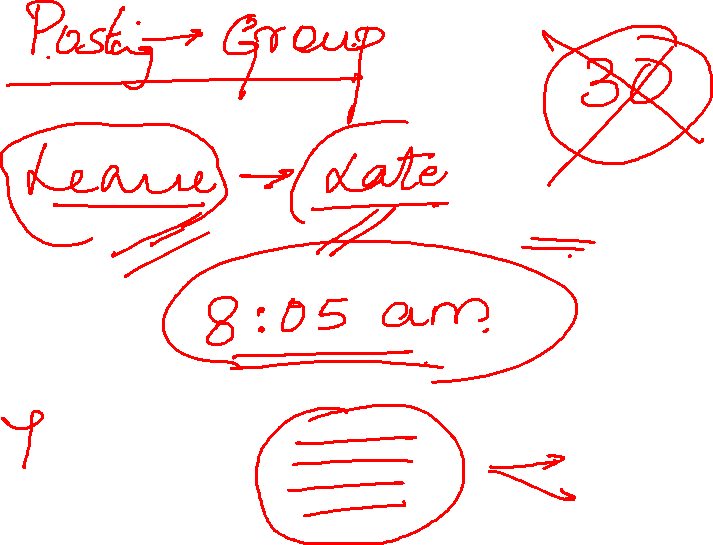 Posting → Group
30
Leave → Late
8:05 am.